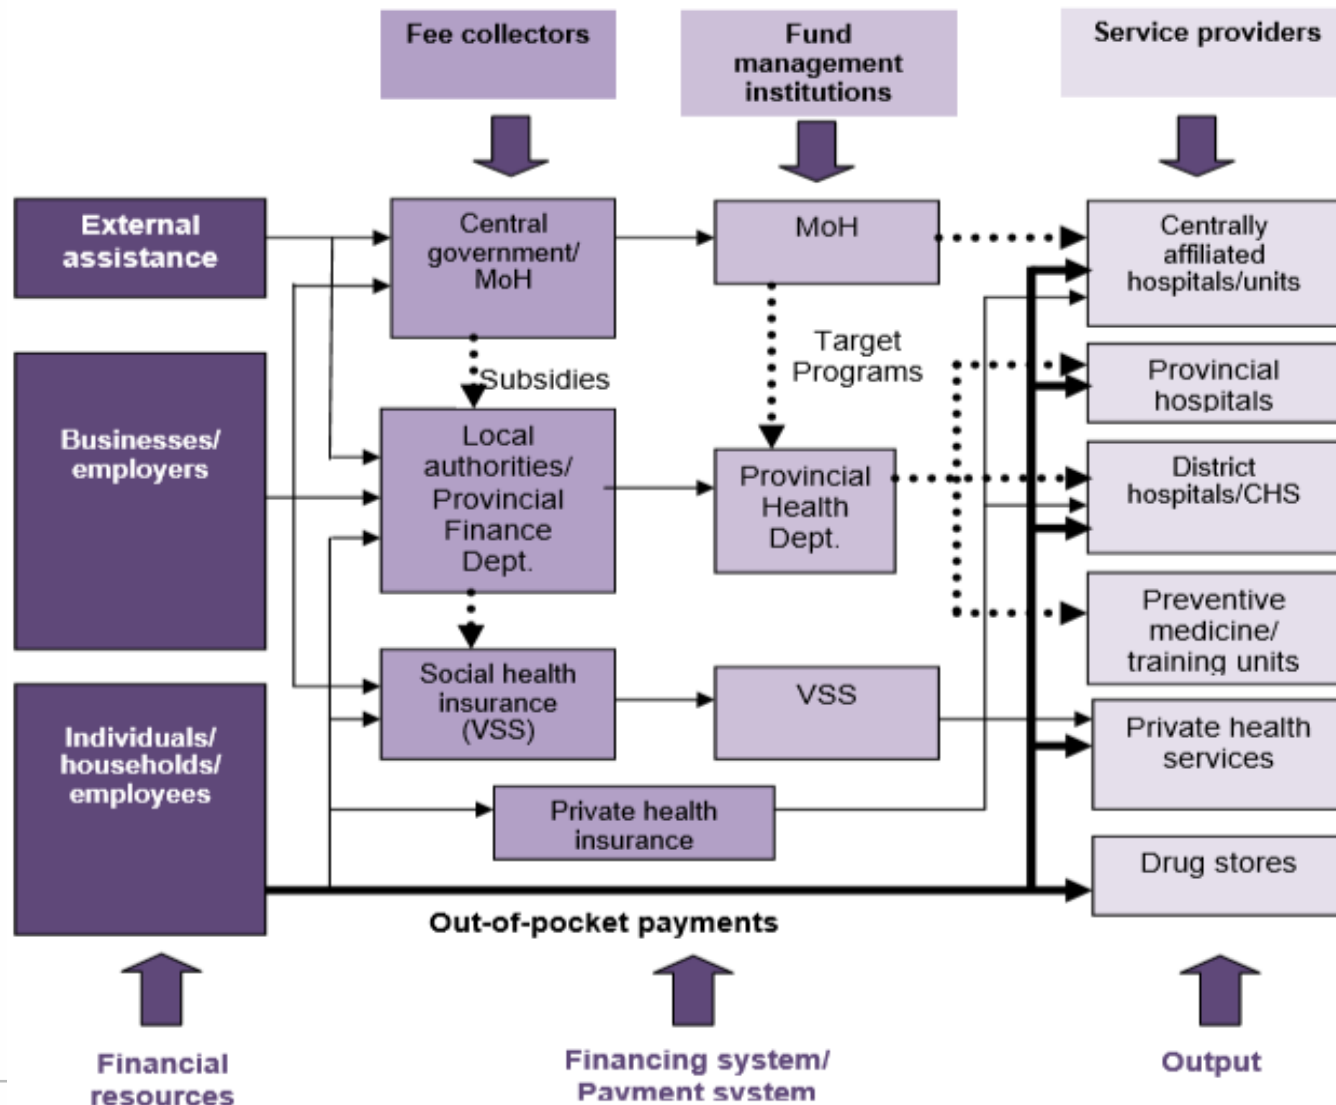 Fee collectors
Fund
management
institutions
Service providers
External
assistance
Central
government/
MoH
MoH
Centrally
affiliated
hospitals/units
Subsidies
Target
Programs
Businesses/
employers
Local
authorities/
Provincial
Finance
Dept.
Provincial
Health
Dept.
Provincial
hospitals
District
hospitals/CHS
Preventive
medicine/
training units
Individuals/
households/
employees
Social health
insurance
(VSS)
VSS
Private health
services
Private health
insurance
Drug stores
Out-of-pocket payments
Financial
resources
Financing system/
Payment system
Output